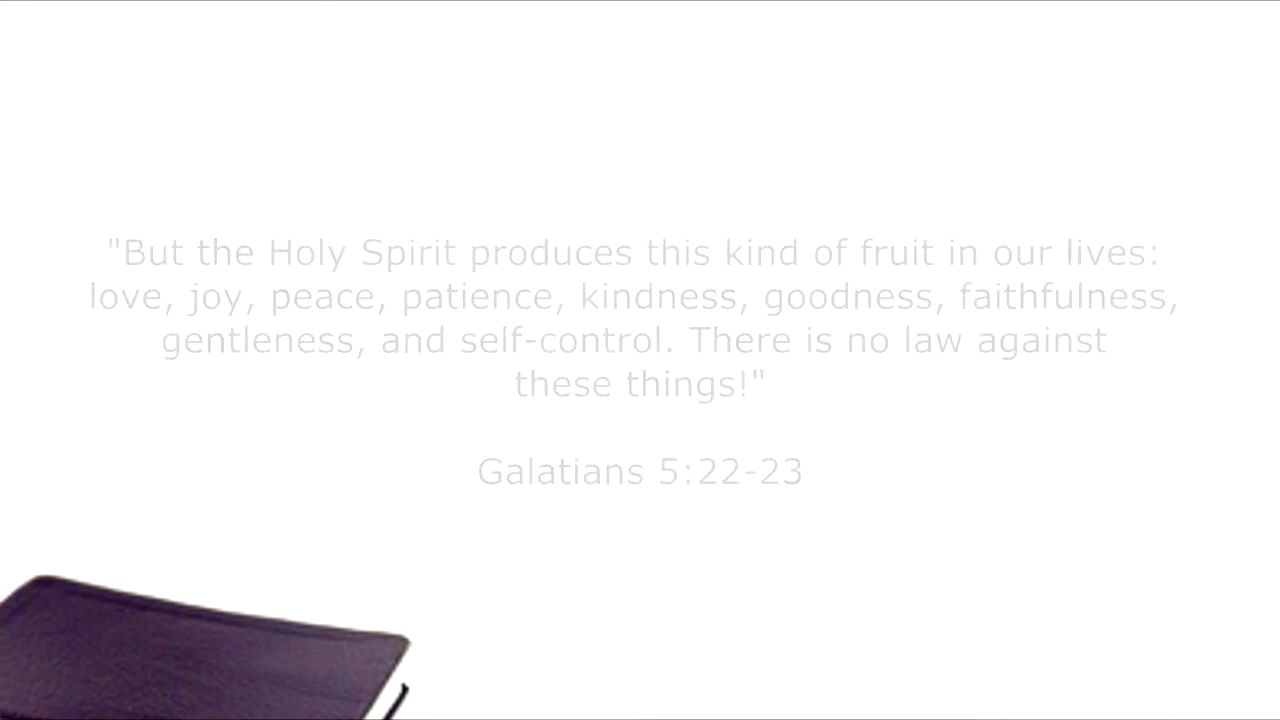 "But the Holy Spirit produces this kind of fruit in our lives:
love, joy, peace, patience, kindness, goodness, faithfulness,
gentleness, and self-control. There is no law against
these things!"
Galatians 5:22-23